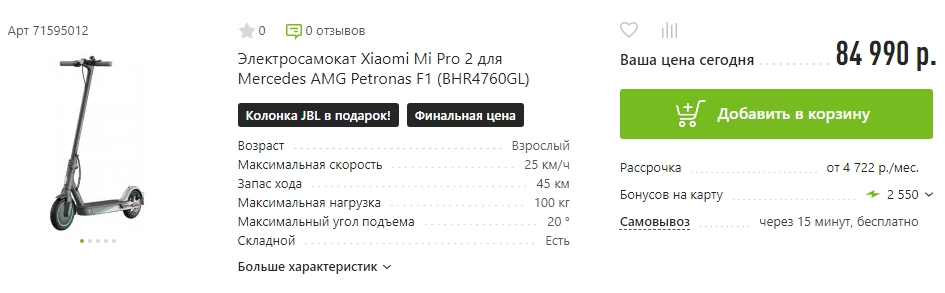 Арт 71595012
0 0 отзывов
Электросамокат Xiaomi Mi Pro 2 для
Mercedes AMG Petronas F1 (BHR4760GL)
Колонка JBL в подарок! Финальная цена
Возраст Взрослый
Максимальная скорость 25 км/ч
Запас хода 45 км
Максимальная нагрузка 100 кг
Максимальный угол подъема 20 °
Складной Есть
Больше характеристик
Ваша цена сегодня 84 990 р.
Добавить в корзину
Рассрочка от 4 722 р./мес.
Бонусов на карту 2 550
Самовывоз через 15 минут, бесплатно